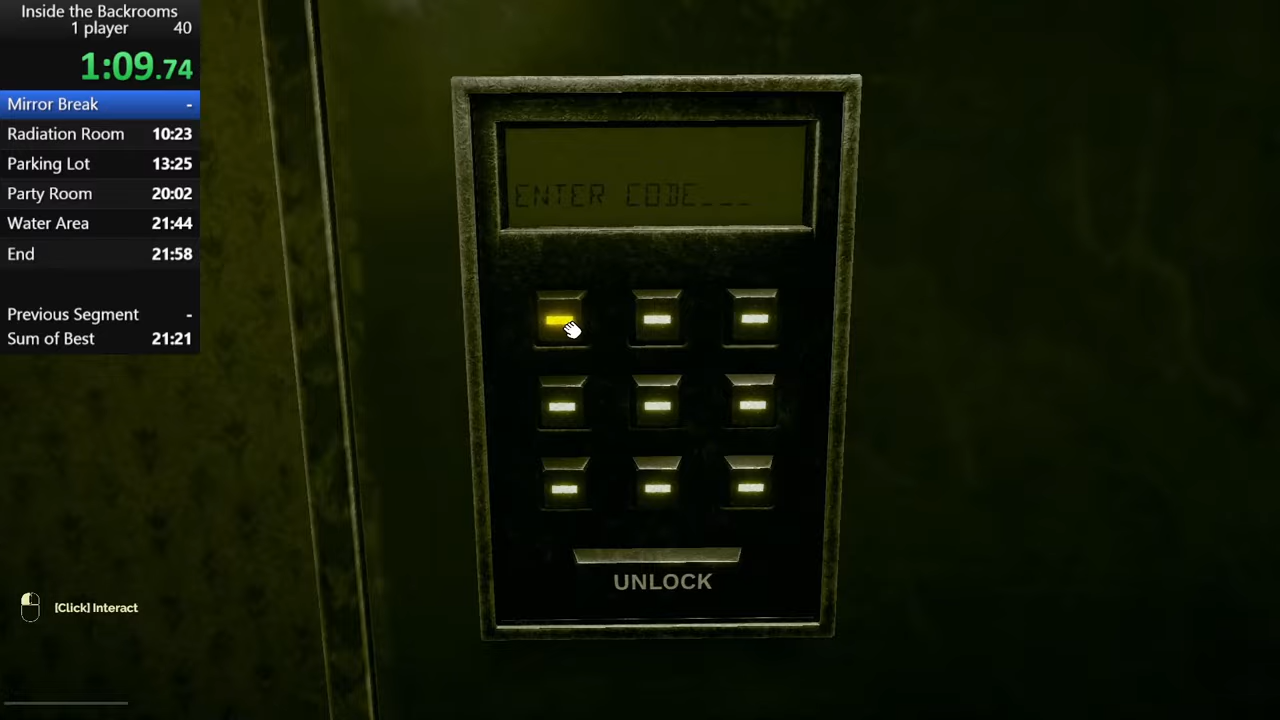 Inside the Backrooms
1 player 40
1:09.74
Mirror Break -
Radiation Room 10:23
Parking Lot 13:25
Party Room 20:02
Water Area 21:44
End 21:58
Previous Segment -
Sum of Best 21:21
ENTER CODE___
UNLOCK
[Click] Interact